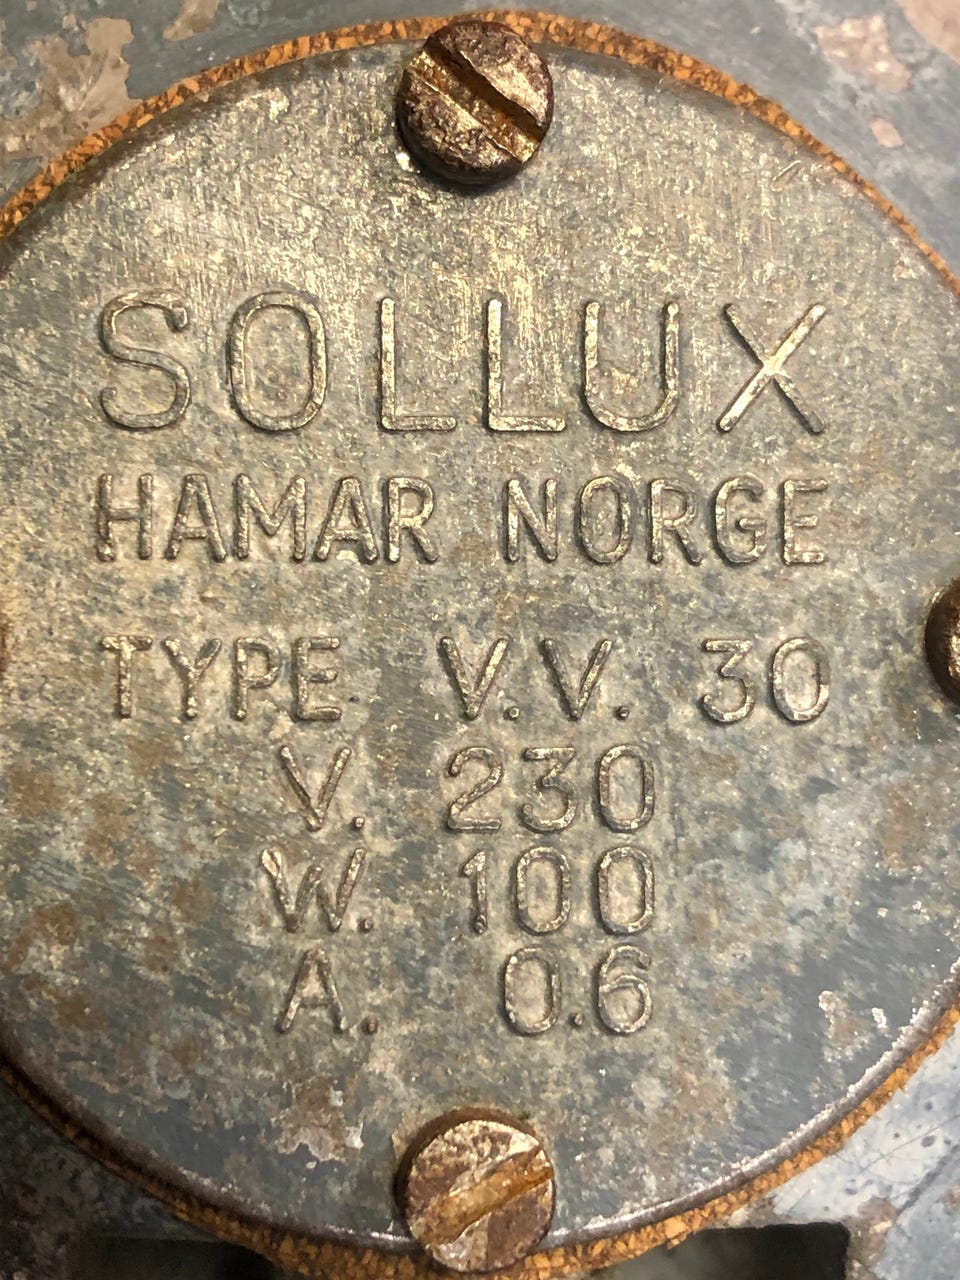 SOLLUX
HAMAR NORGE
TYPE V.V. 30
V. 230
W. 100
A. 0.6